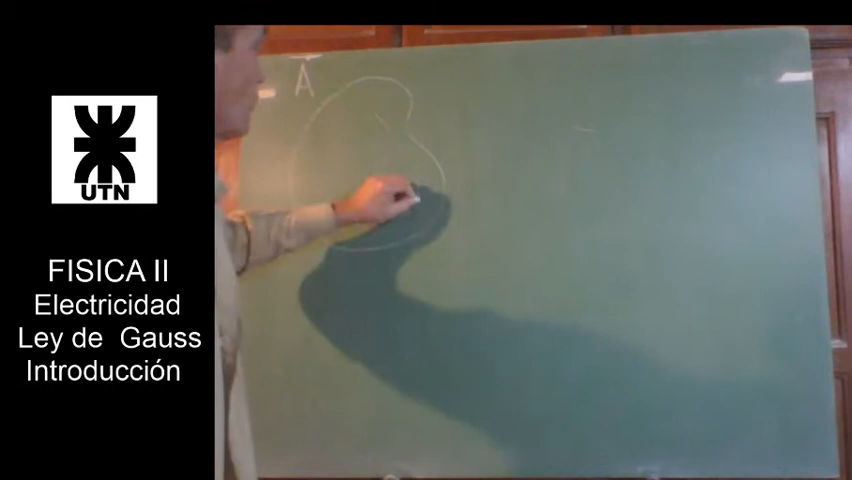 UTN
FISICA II
Electricidad
Ley de Gauss
Introducción
A